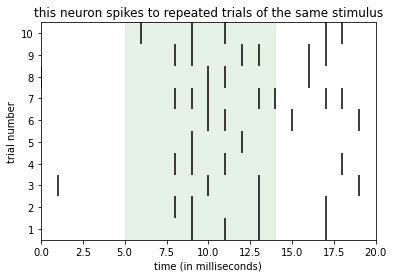 this neuron spikes to repeated trials of the same stimulus
10
9
8
7
6
5
4
3
2
1
trial number
0.0 2.5 5.0 7.5 10.0 12.5 15.0 17.5 20.0
time (in milliseconds)